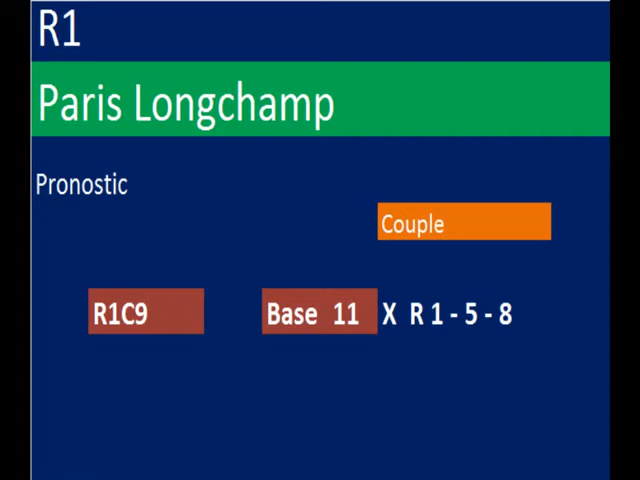 R1
Paris Longchamp
Pronostic
Couple
R1C9 Base 11 X R 1 - 5 - 8